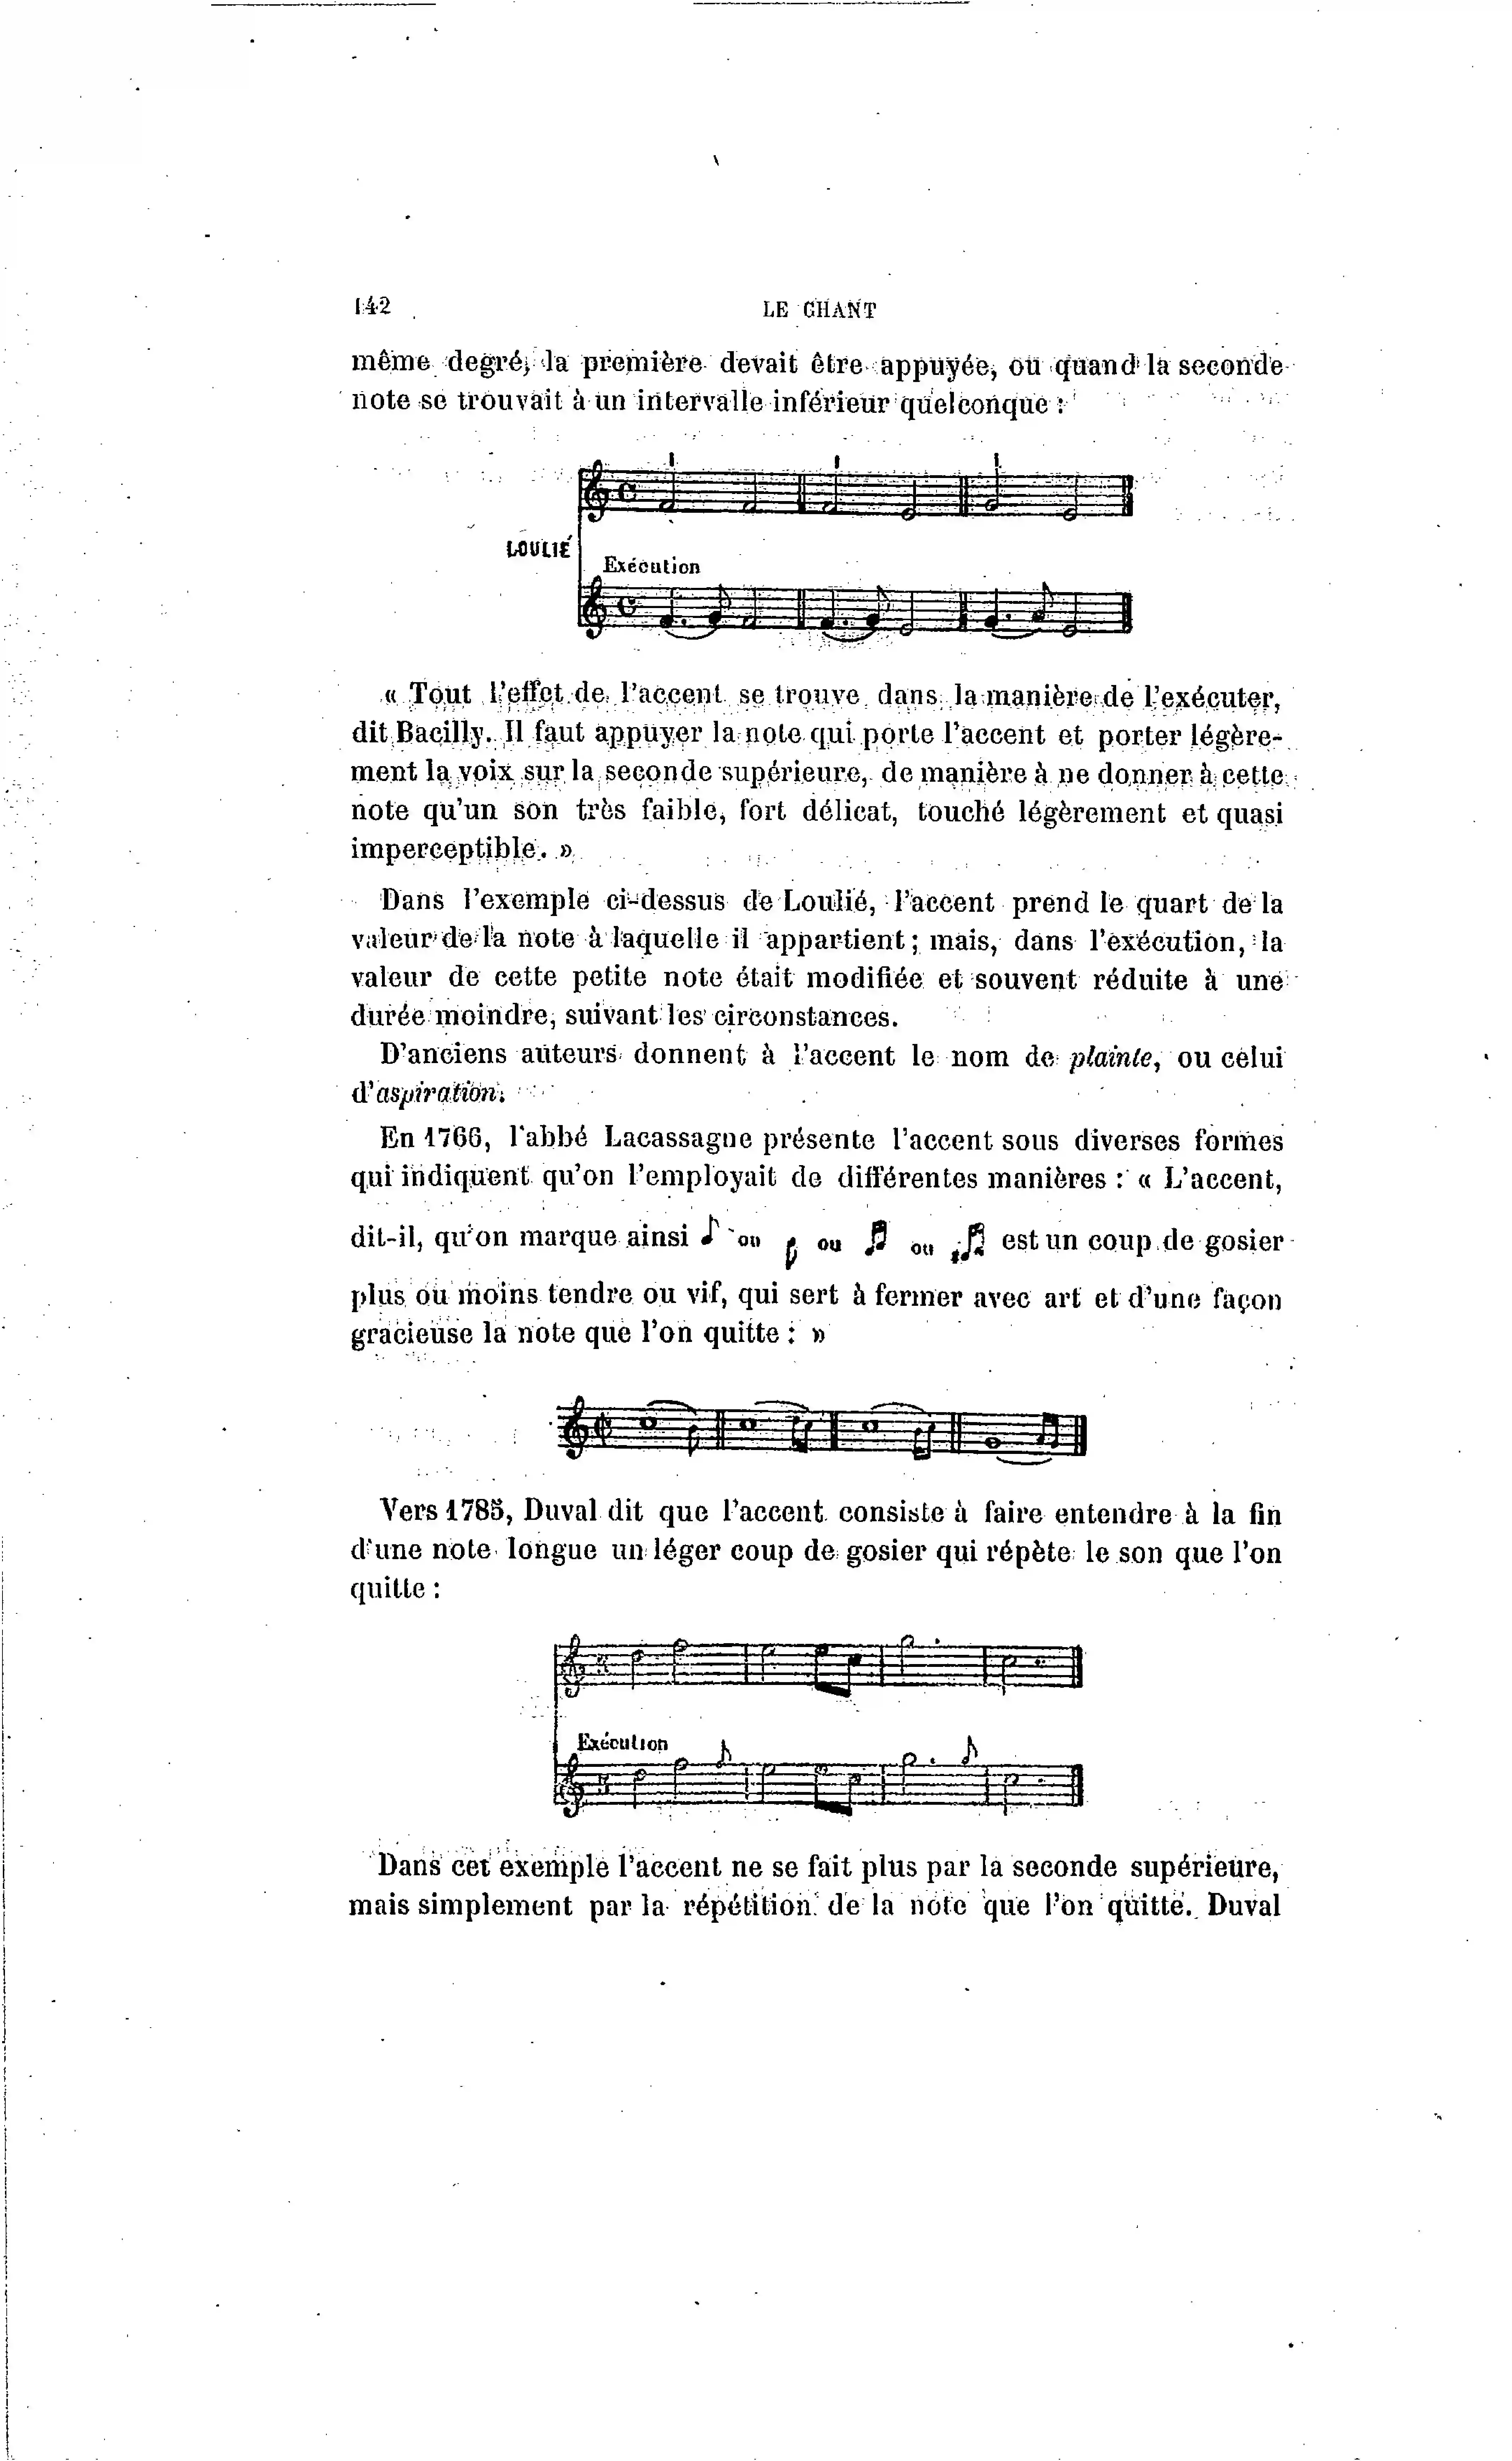 142
LE CHANT
même degré, la première devait être appuyée, ou quand la seconde
note se trouvait à un intervalle inférieur quelconque :
LOULIÉ
Exécution
« Tout l'effet de l'accent se trouve dans la manière de l'exécuter,
dit Bacilly. Il faut appuyer la note qui porte l'accent et porter légère-
ment la voix sur la seconde supérieure, de manière à ne donner à cette
note qu'un son très faible, fort délicat, touché légèrement et quasi
imperceptible. »
Dans l'exemple ci-dessus de Loulié, l'accent prend le quart de la
valeur de la note à laquelle il appartient ; mais, dans l'exécution, la
valeur de cette petite note était modifiée et souvent réduite à une
durée moindre, suivant les circonstances.
D'anciens auteurs donnent à l'accent le nom de plainte, ou celui
d'aspiration.
En 1766, l'abbé Lacassagne présente l'accent sous diverses formes
qui indiquent qu'on l'employait de différentes manières : « L'accent,
dit-il, qu'on marque ainsi ou ou ou est un coup de gosier
plus ou moins tendre ou vif, qui sert à fermer avec art et d'une façon
gracieuse la note que l'on quitte : »
Vers 1785, Duval dit que l'accent consiste à faire entendre à la fin
d'une note longue un léger coup de gosier qui répète le son que l'on
quitte :
Exécution
Dans cet exemple l'accent ne se fait plus par la seconde supérieure,
mais simplement par la répétition de la note que l'on quitte. Duval